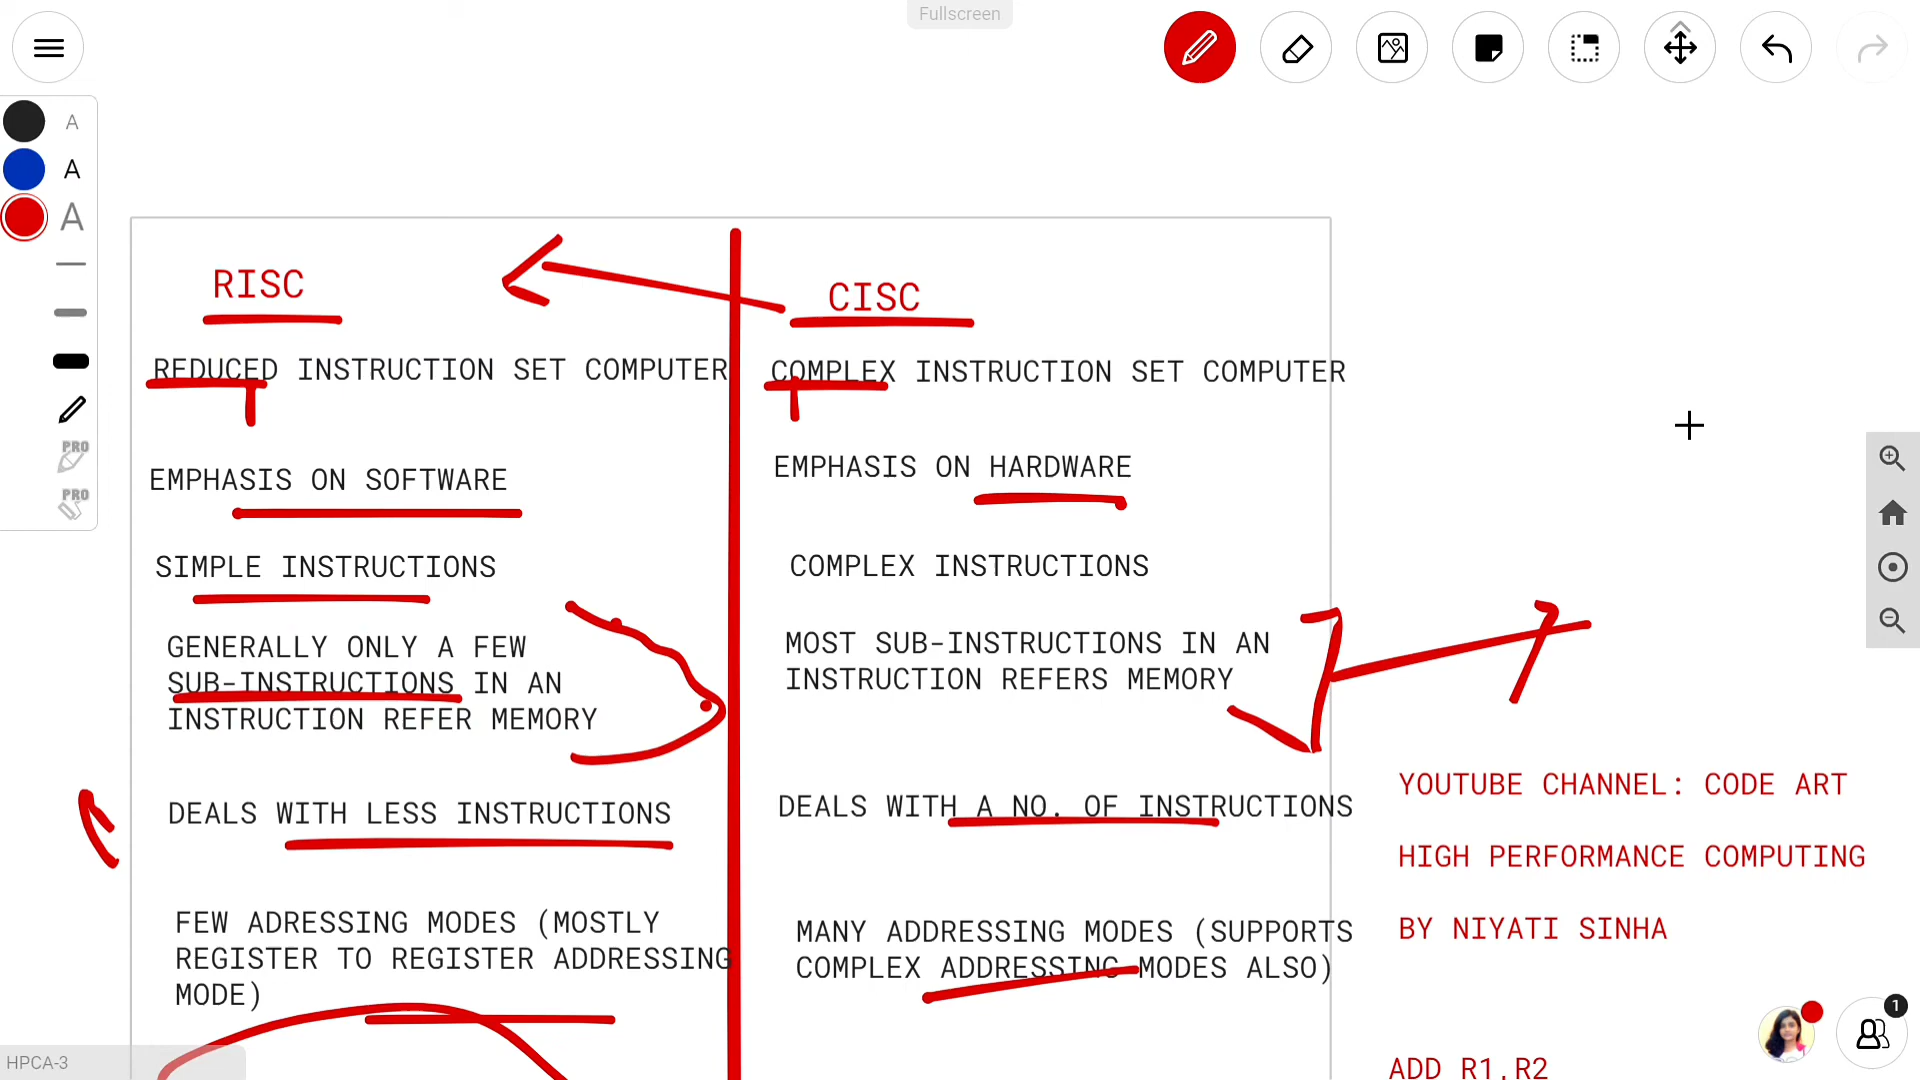 Fullscreen
A
A
A
PRO
PRO
RISC
REDUCED INSTRUCTION SET COMPUTER
EMPHASIS ON SOFTWARE
SIMPLE INSTRUCTIONS
GENERALLY ONLY A FEW
SUB-INSTRUCTIONS IN AN
INSTRUCTION REFER MEMORY
DEALS WITH LESS INSTRUCTIONS
FEW ADRESSING MODES (MOSTLY
REGISTER TO REGISTER ADDRESSING
MODE)
CISC
COMPLEX INSTRUCTION SET COMPUTER
EMPHASIS ON HARDWARE
COMPLEX INSTRUCTIONS
MOST SUB-INSTRUCTIONS IN AN
INSTRUCTION REFERS MEMORY
DEALS WITH A NO. OF INSTRUCTIONS
MANY ADDRESSING MODES (SUPPORTS
COMPLEX ADDRESSING MODES ALSO)
YOUTUBE CHANNEL: CODE ART
HIGH PERFORMANCE COMPUTING
BY NIYATI SINHA
1
ADD R1,R2
HPCA-3